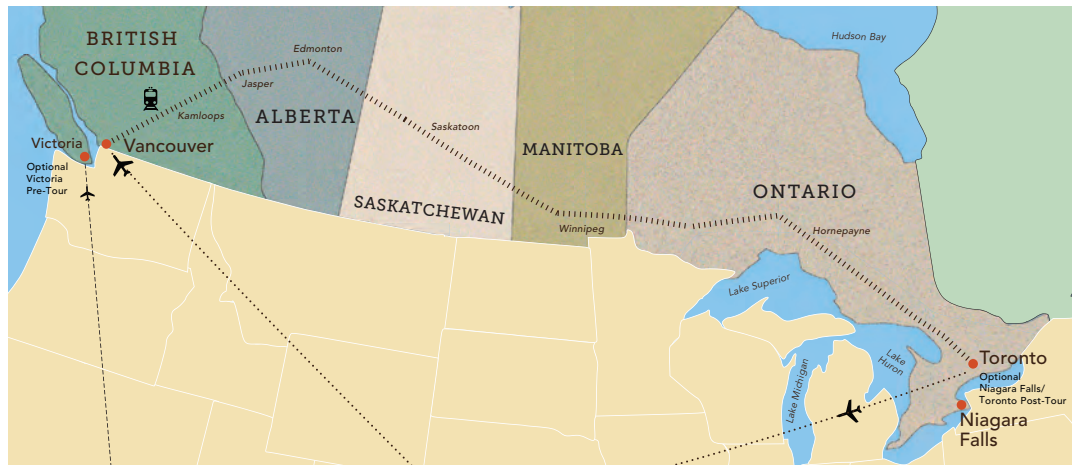 Hudson Bay
BRITISH
COLUMBIA
Edmonton
Jasper
Kamloops
ALBERTA
Saskatoon
Victoria
Vancouver
MANITOBA
Optional
Victoria
Pre-Tour
SASKATCHEWAN
ONTARIO
Winnipeg
Hornepayne
Lake Superior
Lake Michigan
Lake
Huron
Toronto
Optional
Niagara Falls/
Toronto Post-Tour
Niagara
Falls